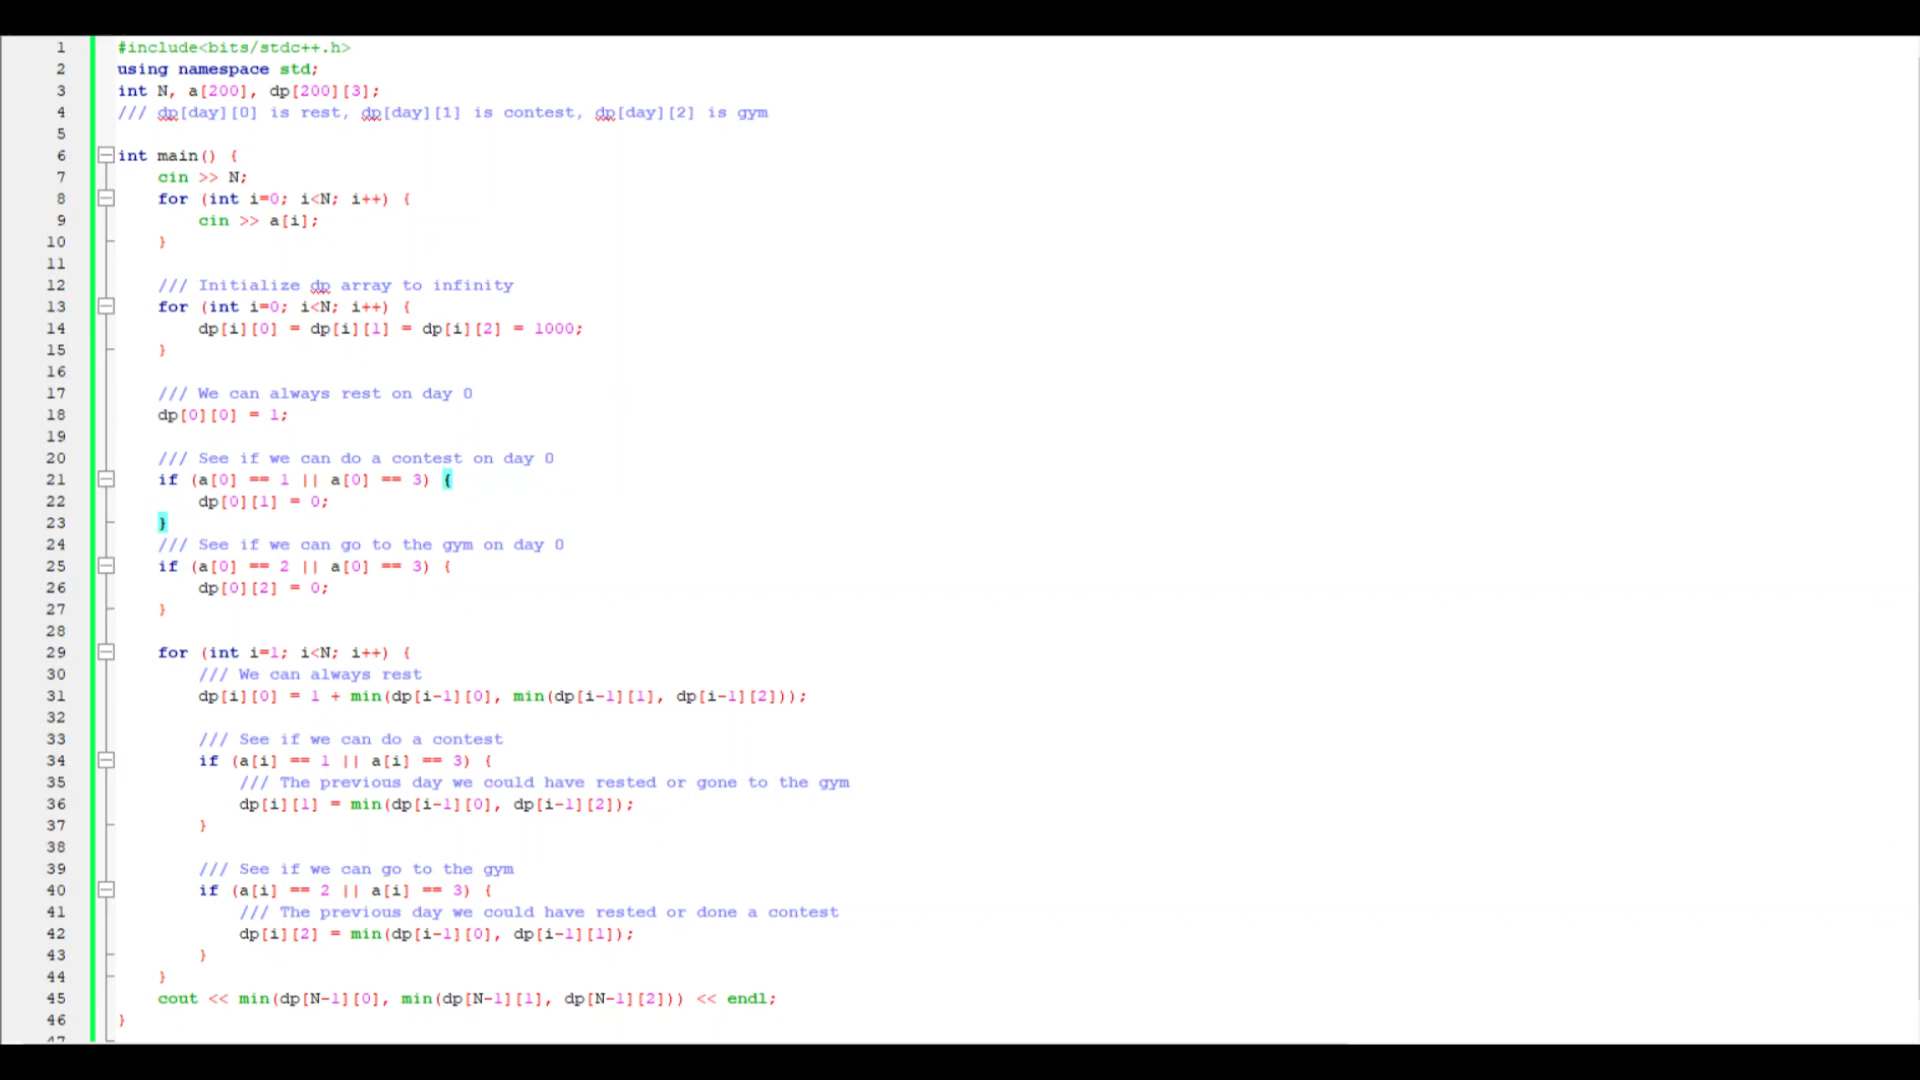 1 #include<bits/stdc++.h>
2 using namespace std;
3 int N, a[200], dp[200][3];
4 /// dp[day][0] is rest, dp[day][1] is contest, dp[day][2] is gym
5
6 int main() {
7 cin >> N;
8 for (int i=0; i<N; i++) {
9 cin >> a[i];
10 }
11
12 /// Initialize dp array to infinity
13 for (int i=0; i<N; i++) {
14 dp[i][0] = dp[i][1] = dp[i][2] = 1000;
15 }
16
17 /// We can always rest on day 0
18 dp[0][0] = 1;
19
20 /// See if we can do a contest on day 0
21 if (a[0] == 1 || a[0] == 3) {
22 dp[0][1] = 0;
23 }
24 /// See if we can go to the gym on day 0
25 if (a[0] == 2 || a[0] == 3) {
26 dp[0][2] = 0;
27 }
28
29 for (int i=1; i<N; i++) {
30 /// We can always rest
31 dp[i][0] = 1 + min(dp[i-1][0], min(dp[i-1][1], dp[i-1][2]));
32
33 /// See if we can do a contest
34 if (a[i] == 1 || a[i] == 3) {
35 /// The previous day we could have rested or gone to the gym
36 dp[i][1] = min(dp[i-1][0], dp[i-1][2]);
37 }
38
39 /// See if we can go to the gym
40 if (a[i] == 2 || a[i] == 3) {
41 /// The previous day we could have rested or done a contest
42 dp[i][2] = min(dp[i-1][0], dp[i-1][1]);
43 }
44 }
45 cout << min(dp[N-1][0], min(dp[N-1][1], dp[N-1][2])) << endl;
46 }
47